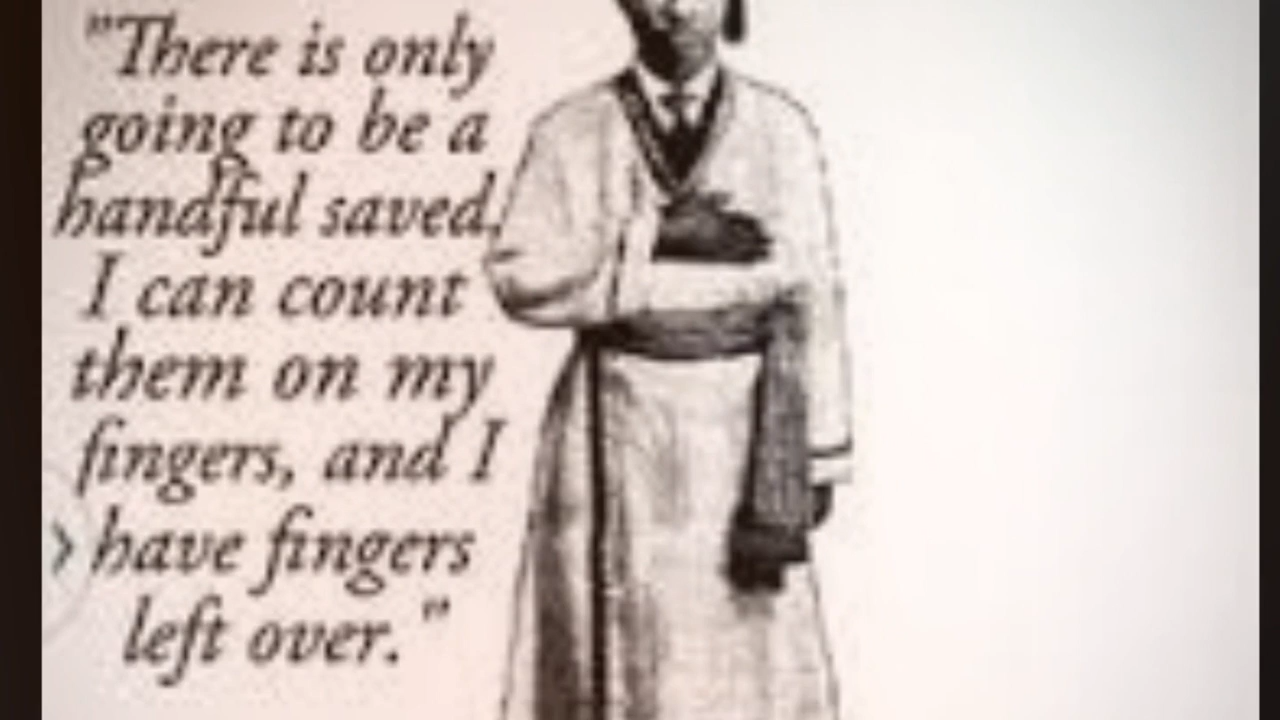 "There is only
going to be a
handful saved,
I can count
them on my
fingers, and I
have fingers
left over."